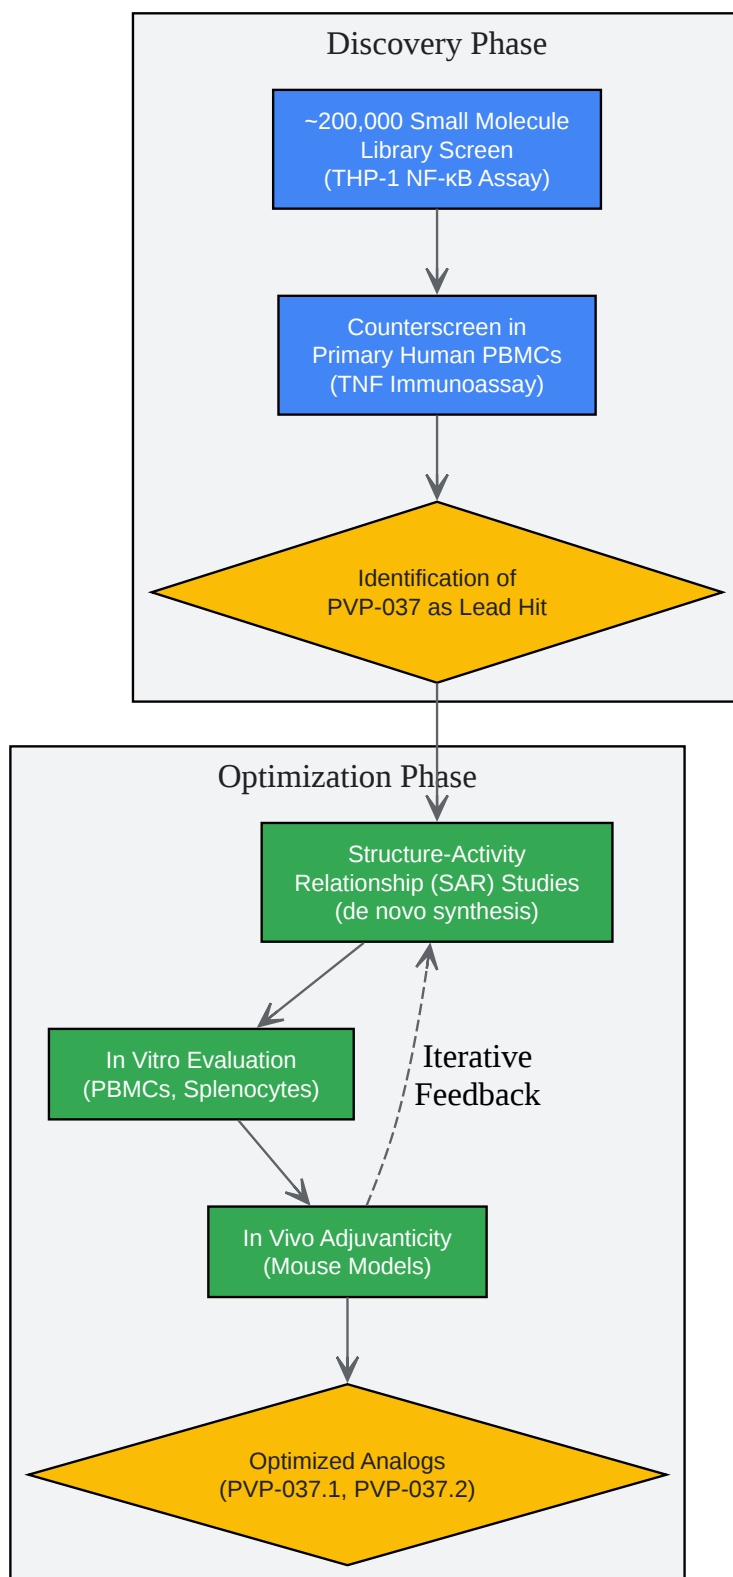 Discovery Phase
~200,000 Small Molecule
Library Screen
(THP-1 NF-κB Assay)
Counterscreen in
Primary Human PBMCs
(TNF Immunoassay)
Identification of
PVP-037 as Lead Hit
Optimization Phase
Structure-Activity
Relationship (SAR) Studies
(de novo synthesis)
In Vitro Evaluation
(PBMCs, Splenocytes)
Iterative
Feedback
In Vivo Adjuvanticity
(Mouse Models)
Optimized Analogs
(PVP-037.1, PVP-037.2)